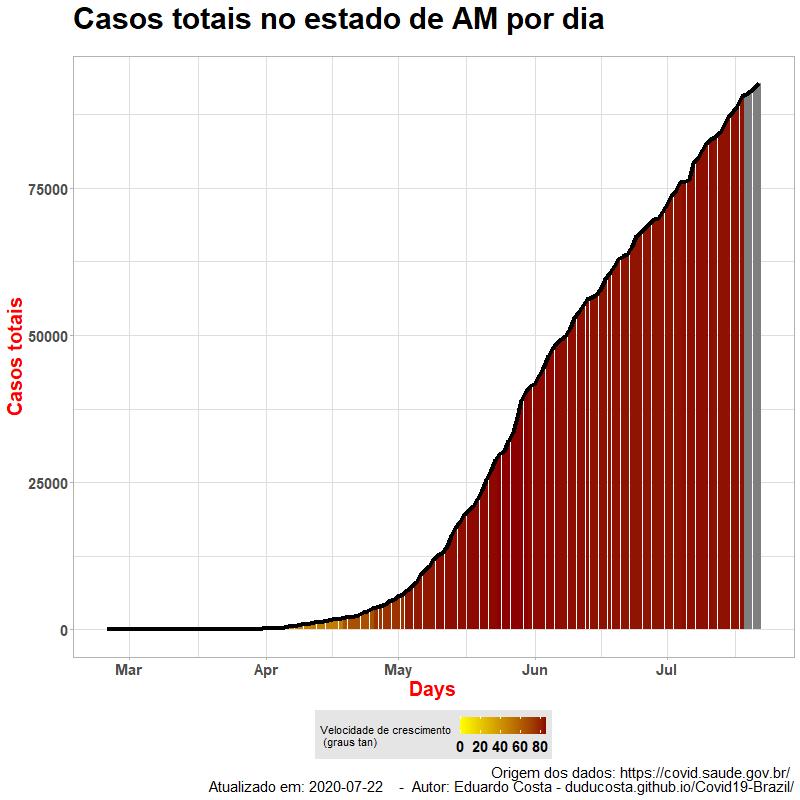 Casos totais no estado de AM por dia
Casos totais
75000
50000
25000
0
Mar Apr May Jun Jul
Days
Velocidade de crescimento
(graus tan)
0 20 40 60 80
Origem dos dados: https://covid.saude.gov.br/
Atualizado em: 2020-07-22 - Autor: Eduardo Costa - duducosta.github.io/Covid19-Brazil/